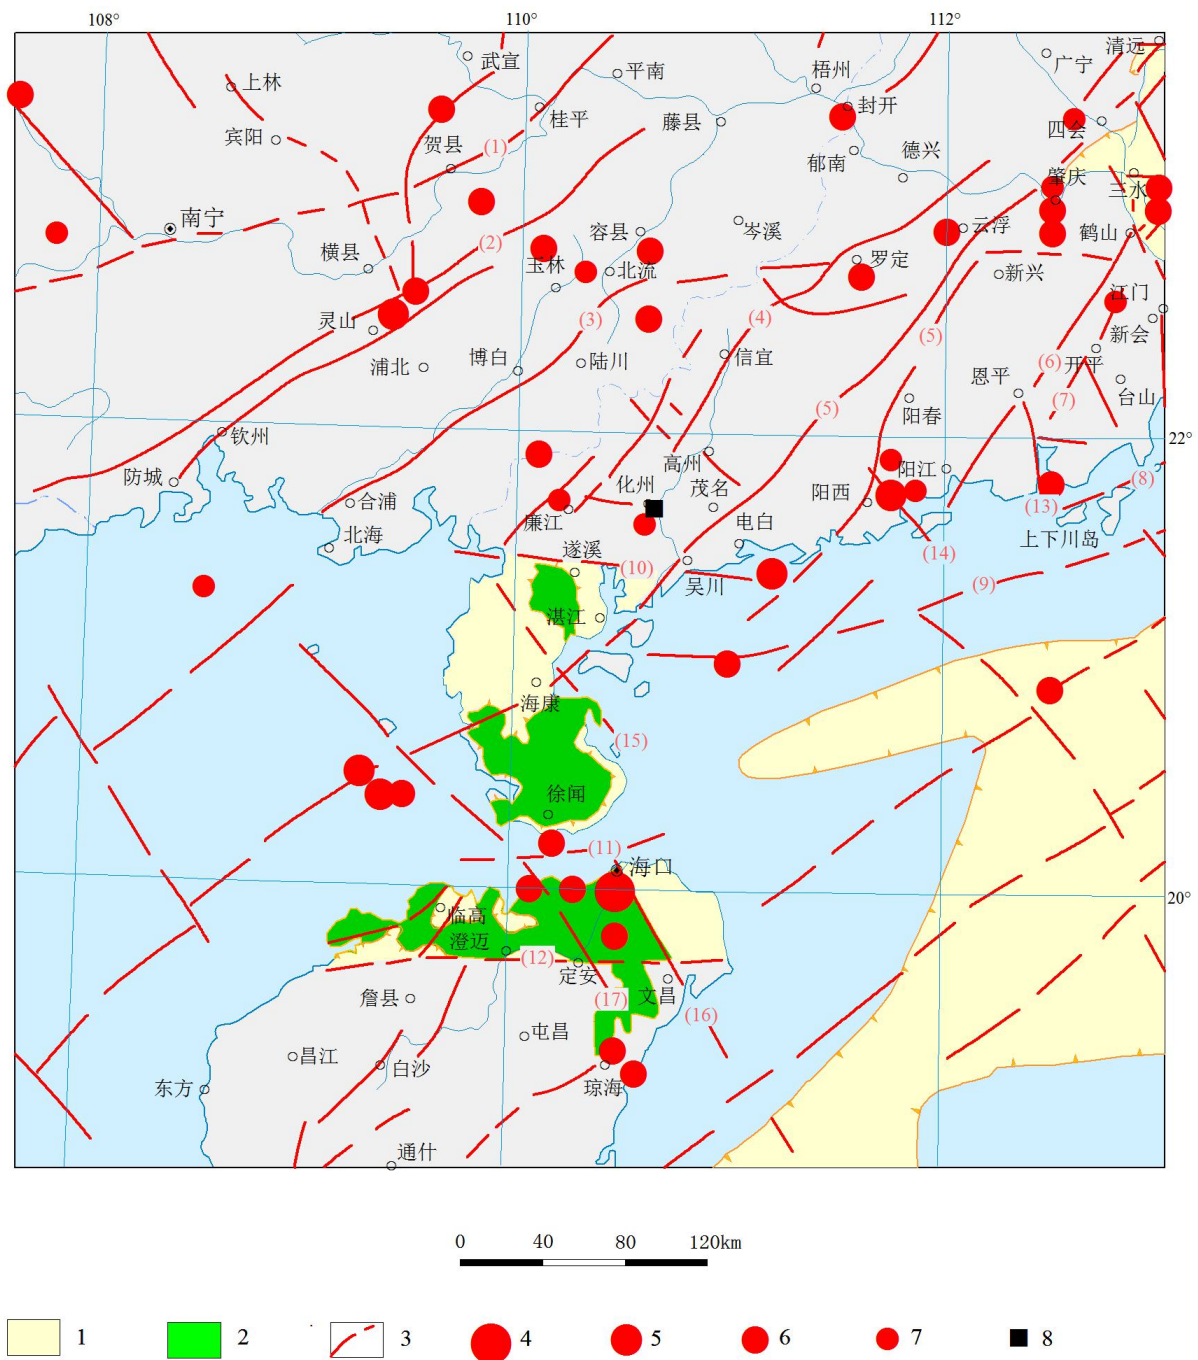 108°
110°
112°
武宣
平南
梧州
广宁
清远
上林
封开
桂平
藤县
四会
宾阳
贺县
(1)
郁南
德兴
肇庆
三水
南宁
容县
岑溪
云浮
鹤山
横县
(2)
玉林
北流
罗定
新兴
江门
灵山
(3)
(4)
(5)
新会
浦北
博白
陆川
信宜
恩平
(6)
开平
台山
(5)
阳春
(7)
钦州
22°
防城
高州
阳江
化州
茂名
阳西
(8)
合浦
廉江
电白
(13)
北海
遂溪
上下川岛
(14)
(10)
吴川
(9)
湛江
海康
(15)
徐闻
(11)
海口
20°
临高
澄迈
(12)
定安
詹县
(17)
文昌
(16)
屯昌
昌江
白沙
东方
琼海
通什
0 40 80 120km
1 2 3 4 5 6 7 8